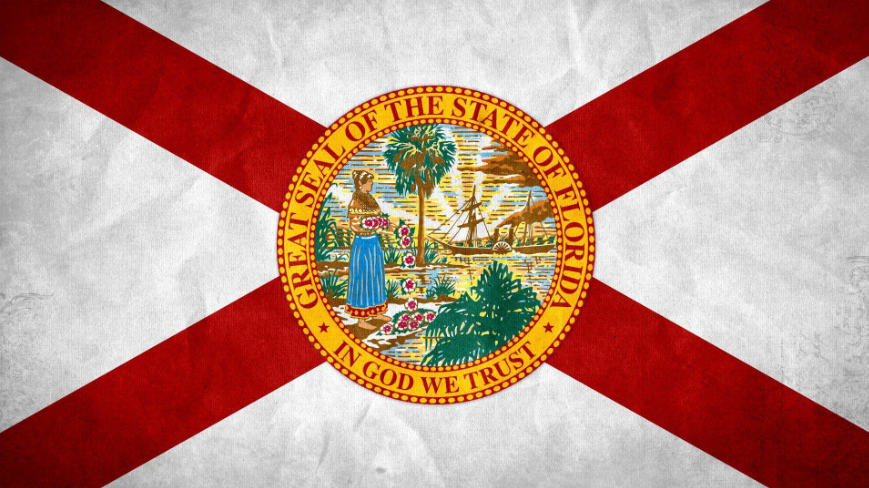 GREAT SEAL OF THE STATE OF FLORIDA
IN GOD WE TRUST